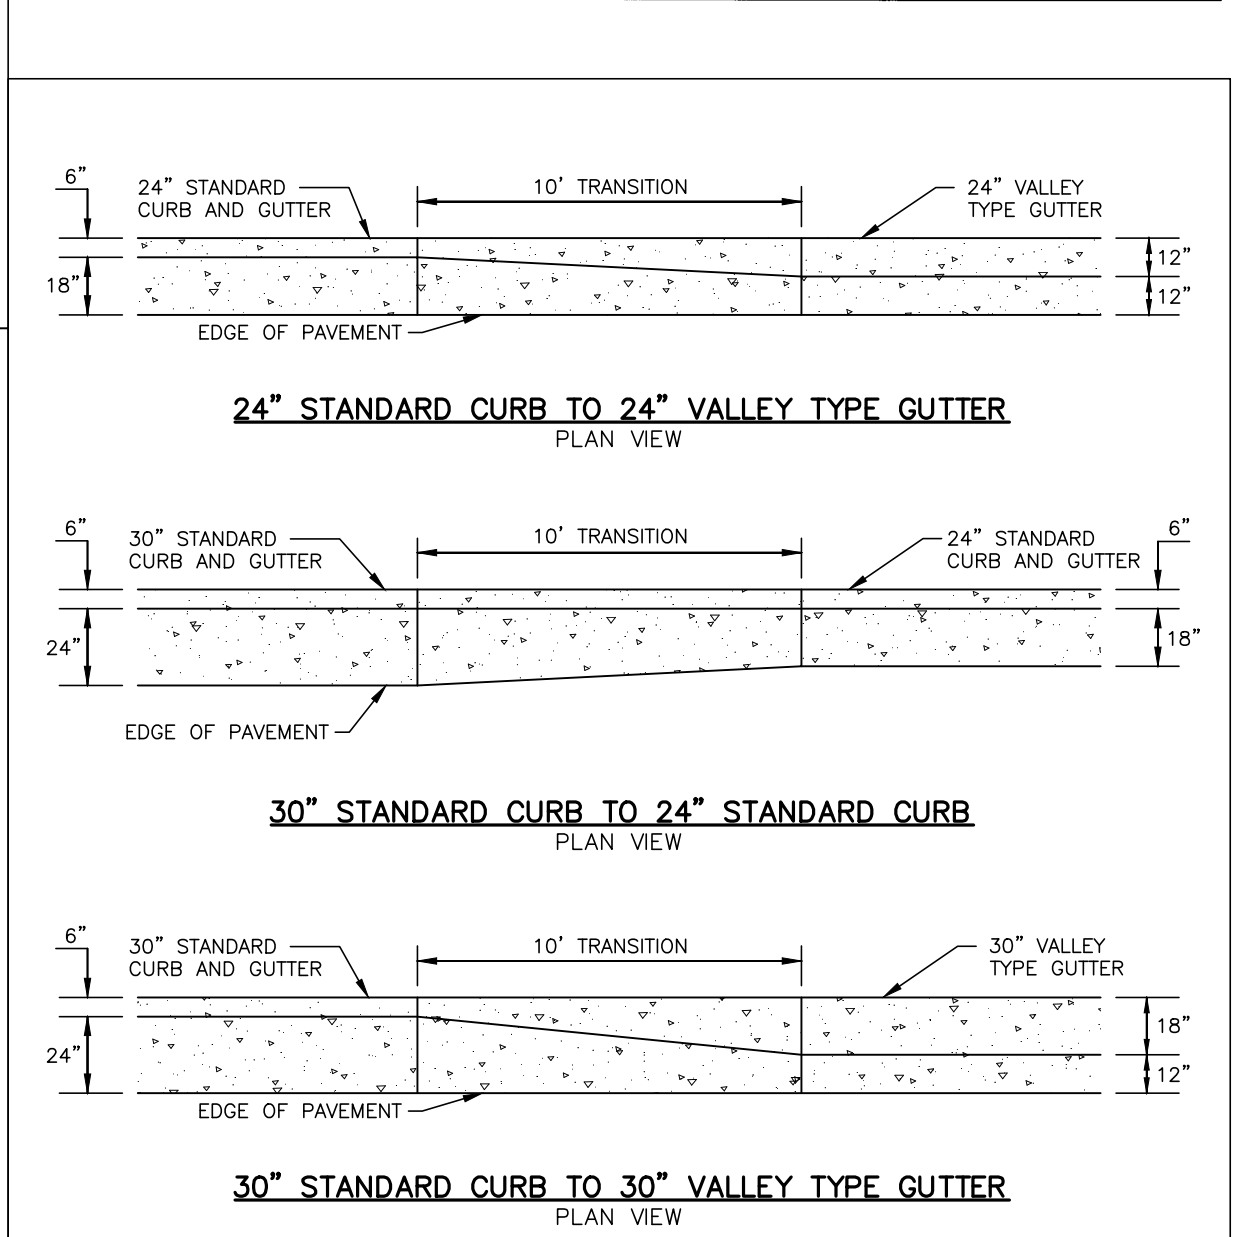 6”
24” STANDARD
CURB AND GUTTER
10’ TRANSITION
24” VALLEY
TYPE GUTTER
18”
12”
12”
EDGE OF PAVEMENT
24” STANDARD CURB TO 24” VALLEY TYPE GUTTER
PLAN VIEW
6”
30” STANDARD
CURB AND GUTTER
10’ TRANSITION
24” STANDARD
CURB AND GUTTER
6”
24”
18”
EDGE OF PAVEMENT
30” STANDARD CURB TO 24” STANDARD CURB
PLAN VIEW
6”
30” STANDARD
CURB AND GUTTER
10’ TRANSITION
30” VALLEY
TYPE GUTTER
24”
18”
12”
EDGE OF PAVEMENT
30” STANDARD CURB TO 30” VALLEY TYPE GUTTER
PLAN VIEW